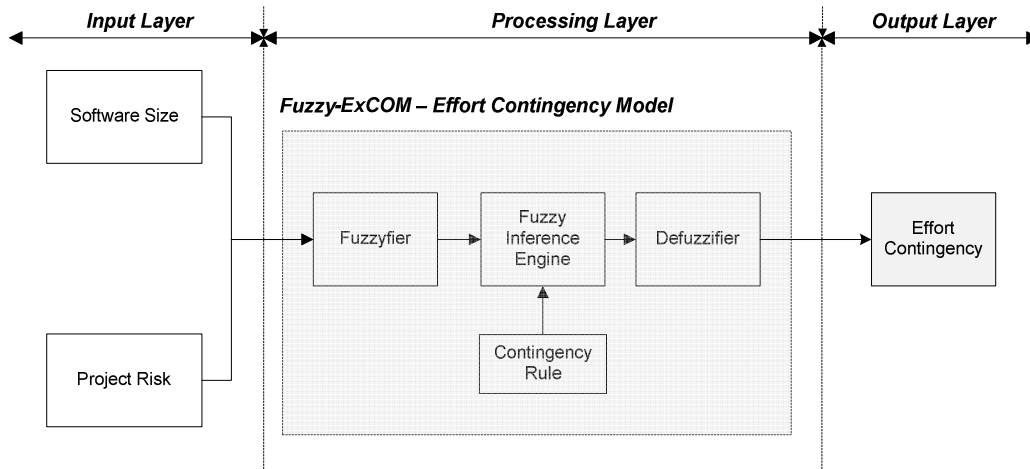 Input Layer
Processing Layer
Output Layer
Software Size
Fuzzy-ExCOM – Effort Contingency Model
Fuzzyfier
Fuzzy
Inference
Engine
Defuzzifier
Effort
Contingency
Contingency
Rule
Project Risk